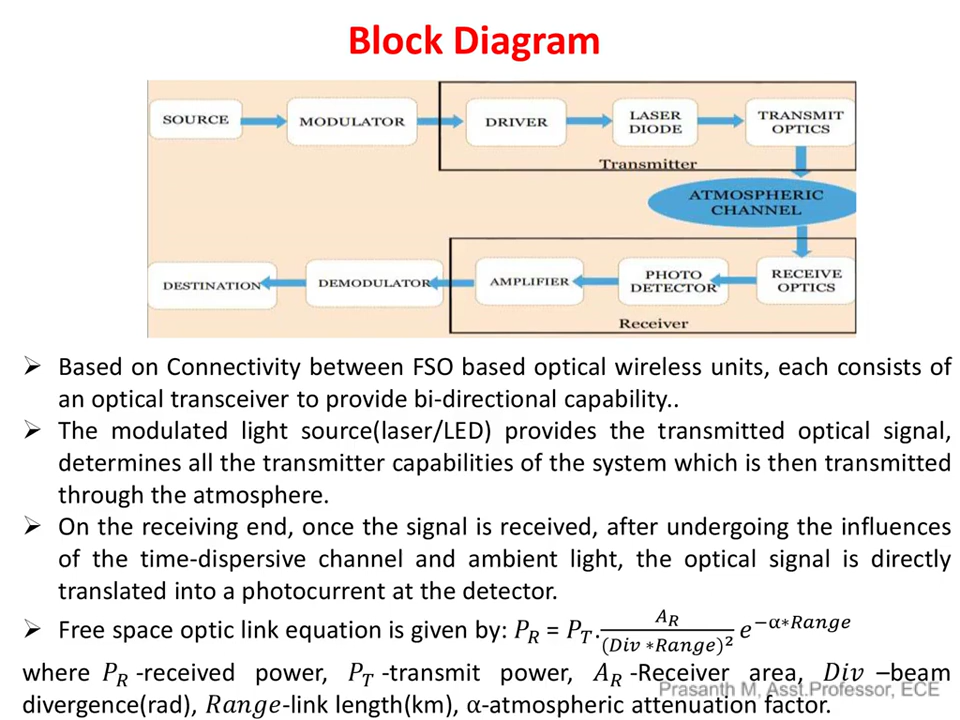 Block Diagram
SOURCE
MODULATOR
DRIVER
LASER
DIODE
TRANSMIT
OPTICS
Transmitter
ATMOSPHERIC
CHANNEL
DESTINATION
DEMODULATOR
AMPLIFIER
PHOTO
DETECTOR
RECEIVE
OPTICS
Receiver
➢ Based on Connectivity between FSO based optical wireless units, each consists of
an optical transceiver to provide bi-directional capability..
➢ The modulated light source(laser/LED) provides the transmitted optical signal,
determines all the transmitter capabilities of the system which is then transmitted
through the atmosphere.
➢ On the receiving end, once the signal is received, after undergoing the influences
of the time-dispersive channel and ambient light, the optical signal is directly
translated into a photocurrent at the detector.
➢ Free space optic link equation is given by: P_R = P_T. A_R/(Div * Range)^2 e^(−α∗Range)
where P_R -received power, P_T -transmit power, A_R -Receiver area, Div –beam
divergence(rad), Range-link length(km), α-atmospheric attenuation factor.
Prasanth M, Asst.Professor, ECE